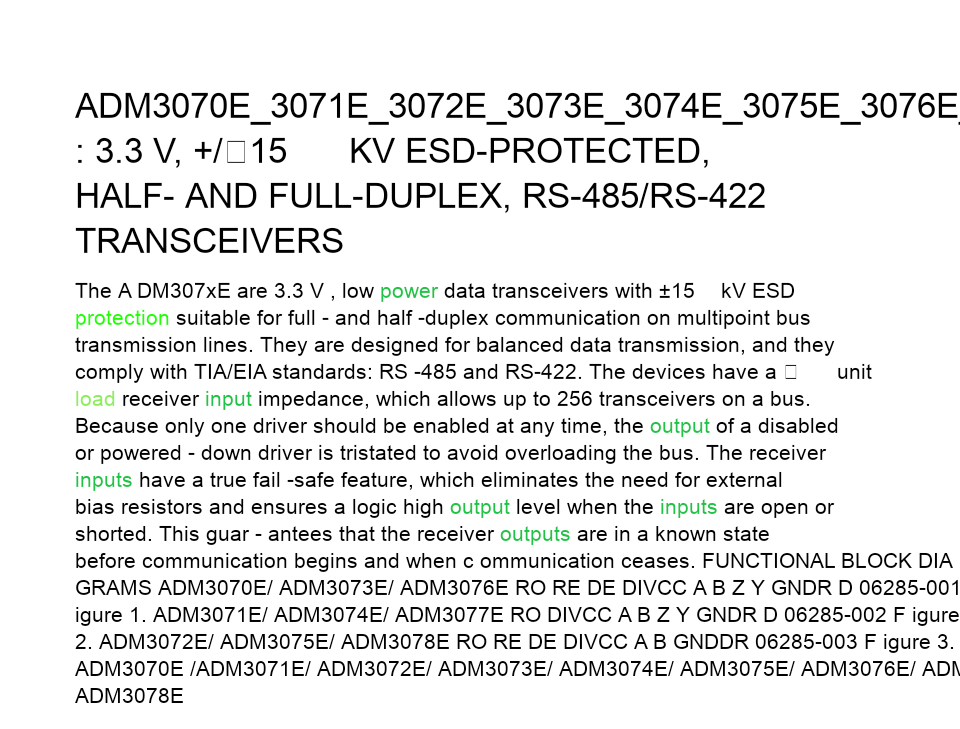 ADM3070E_3071E_3072E_3073E_3074E_3075E_3076E_
: 3.3 V, +/□15 KV ESD-PROTECTED,
HALF- AND FULL-DUPLEX, RS-485/RS-422
TRANSCEIVERS
The A DM307xE are 3.3 V , low power data transceivers with ±15 kV ESD
protection suitable for full - and half -duplex communication on multipoint bus
transmission lines. They are designed for balanced data transmission, and they
comply with TIA/EIA standards: RS -485 and RS-422. The devices have a □ unit
load receiver input impedance, which allows up to 256 transceivers on a bus.
Because only one driver should be enabled at any time, the output of a disabled
or powered - down driver is tristated to avoid overloading the bus. The receiver
inputs have a true fail -safe feature, which eliminates the need for external
bias resistors and ensures a logic high output level when the inputs are open or
shorted. This guar - antees that the receiver outputs are in a known state
before communication begins and when c ommunication ceases. FUNCTIONAL BLOCK DIA
GRAMS ADM3070E/ ADM3073E/ ADM3076E RO RE DE DIVCC A B Z Y GNDR D 06285-001
igure 1. ADM3071E/ ADM3074E/ ADM3077E RO DIVCC A B Z Y GNDR D 06285-002 F igure
2. ADM3072E/ ADM3075E/ ADM3078E RO RE DE DIVCC A B GNDDR 06285-003 F igure 3.
ADM3070E /ADM3071E/ ADM3072E/ ADM3073E/ ADM3074E/ ADM3075E/ ADM3076E/ ADM
ADM3078E